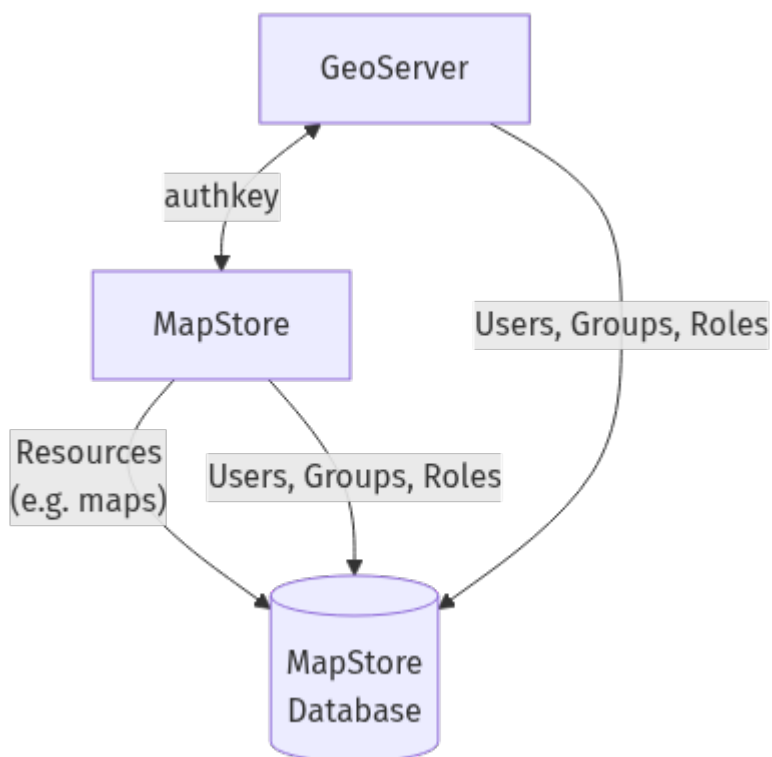 GeoServer
authkey
MapStore
Users, Groups, Roles
Resources
(e.g. maps)
Users, Groups, Roles
MapStore
Database